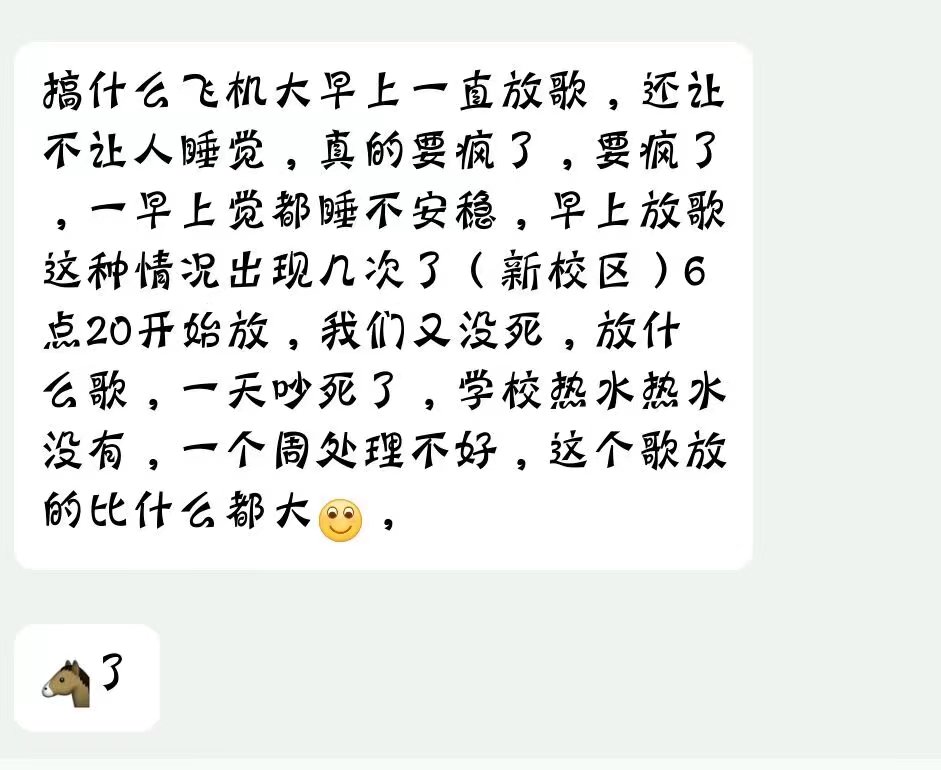 搞什么飞机大早上一直放歌，还让
不让人睡觉，真的要疯了，要疯了
，一早上觉都睡不安稳，早上放歌
这种情况出现几次了（新校区）6
点20开始放，我们又没死，放什
么歌，一天吵死了，学校热水热水
没有，一个周处理不好，这个歌放
的比什么都大🙂，
🐴了